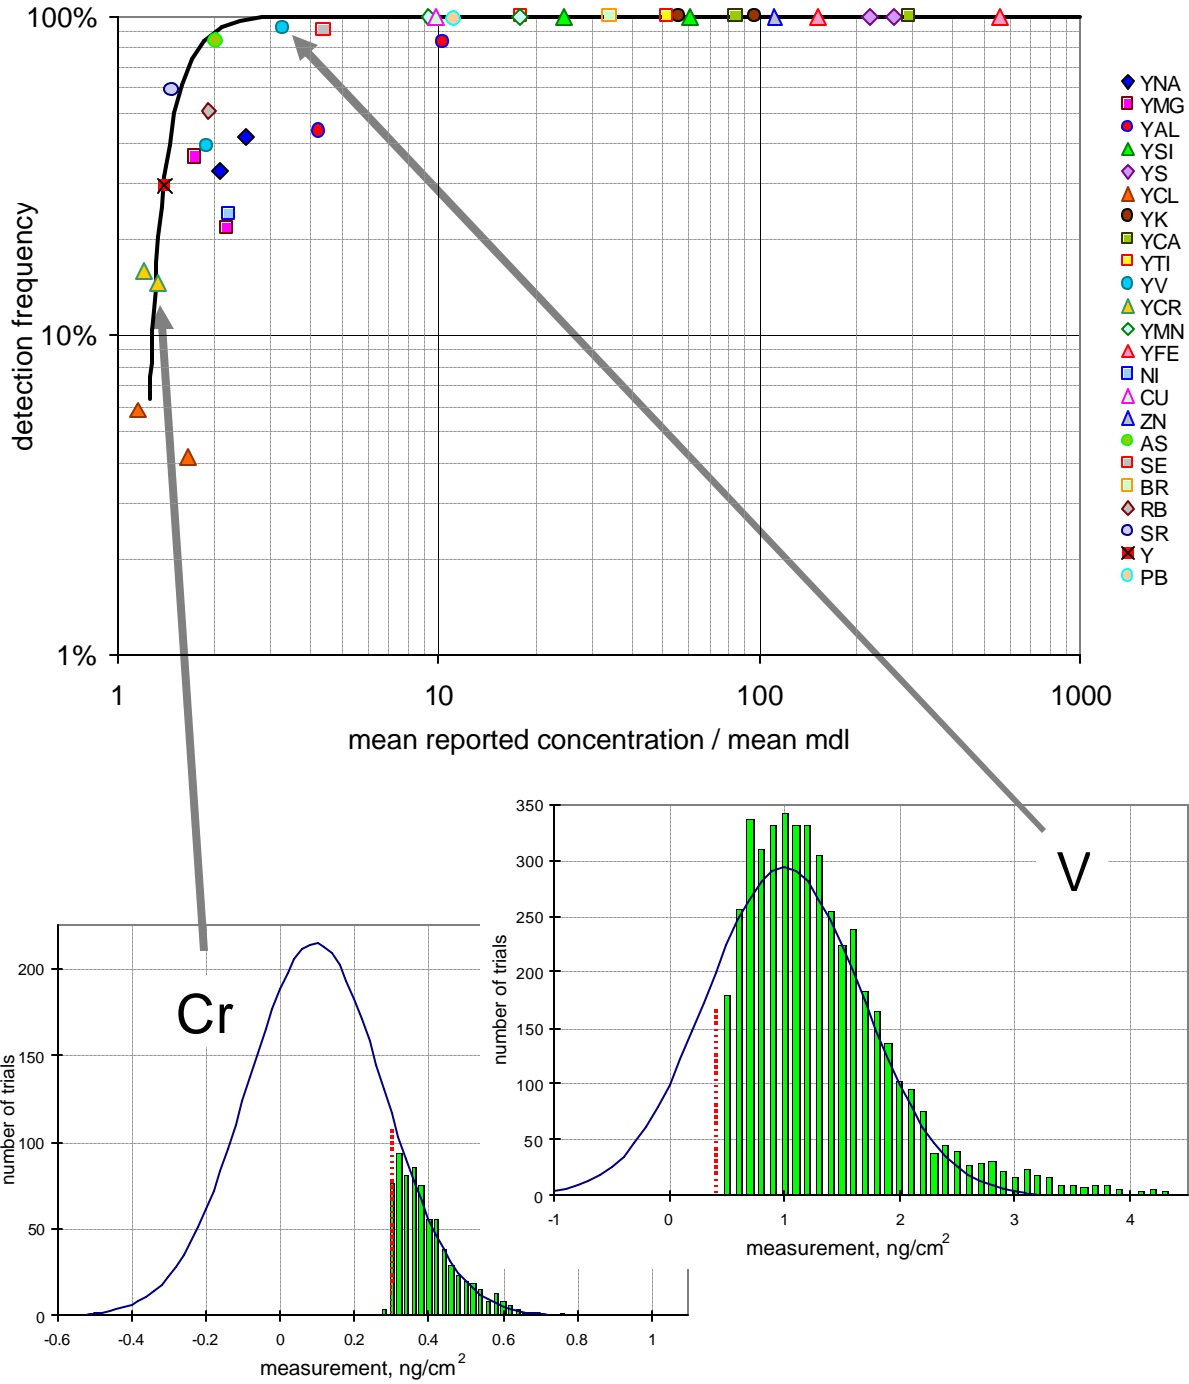 100%
10%
1%
detection frequency
1
10
100
1000
mean reported concentration / mean mdl
YNA
YMG
YAL
YSI
YS
YCL
YK
YCA
YTI
YV
YCR
YMN
YFE
NI
CU
ZN
AS
SE
BR
RB
SR
Y
PB
Cr
number of trials
200
150
100
50
0
-0.6
-0.4
-0.2
0
0.2
0.4
0.6
0.8
1
measurement, ng/cm²
V
number of trials
350
300
250
200
150
100
50
0
-1
0
1
2
3
4
measurement, ng/cm²